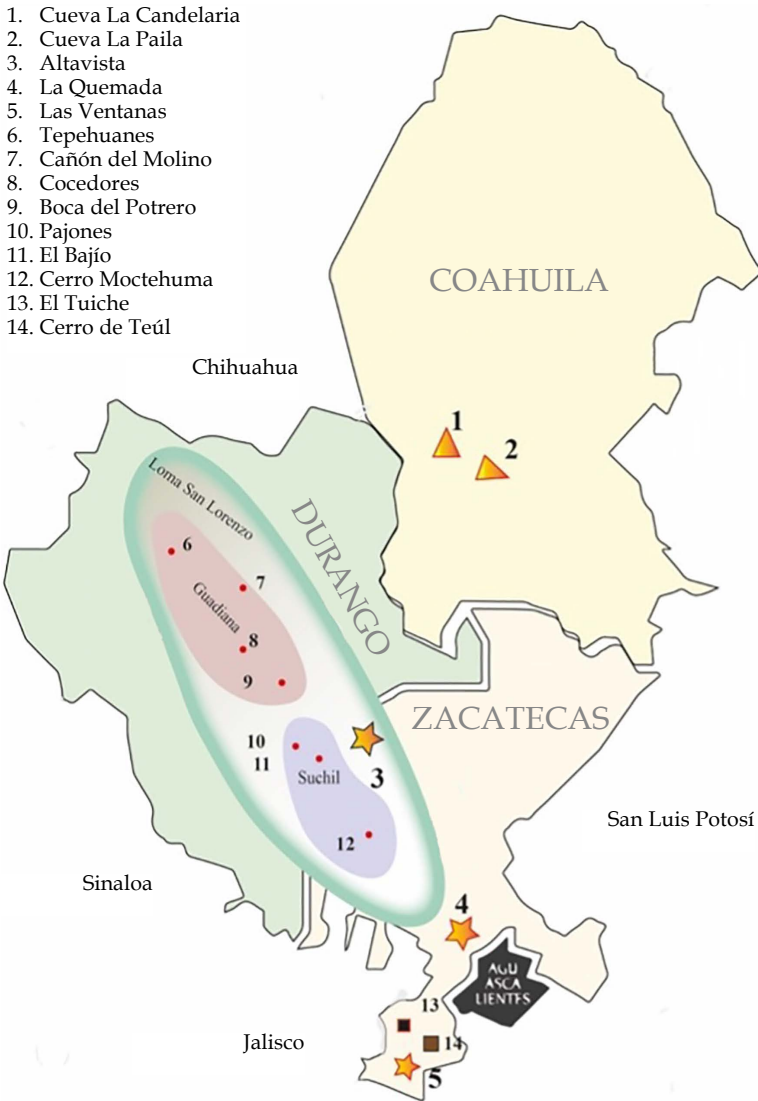 1. Cueva La Candelaria
2. Cueva La Paila
3. Altavista
4. La Quemada
5. Las Ventanas
6. Tepehuanes
7. Cañón del Molino
8. Cocedores
9. Boca del Potrero
10. Pajones
11. El Bajío
12. Cerro Moctehuma
13. El Tuiche
14. Cerro de Teúl
COAHUILA
Chihuahua
1
2
Loma San Lorenzo
DURANGO
6
7
Guadiana
8
9
ZACATECAS
10
11
Suchil
3
12
San Luis Potosí
Sinaloa
4
AGU
ASCA
LIENTES
13
Jalisco
14
5